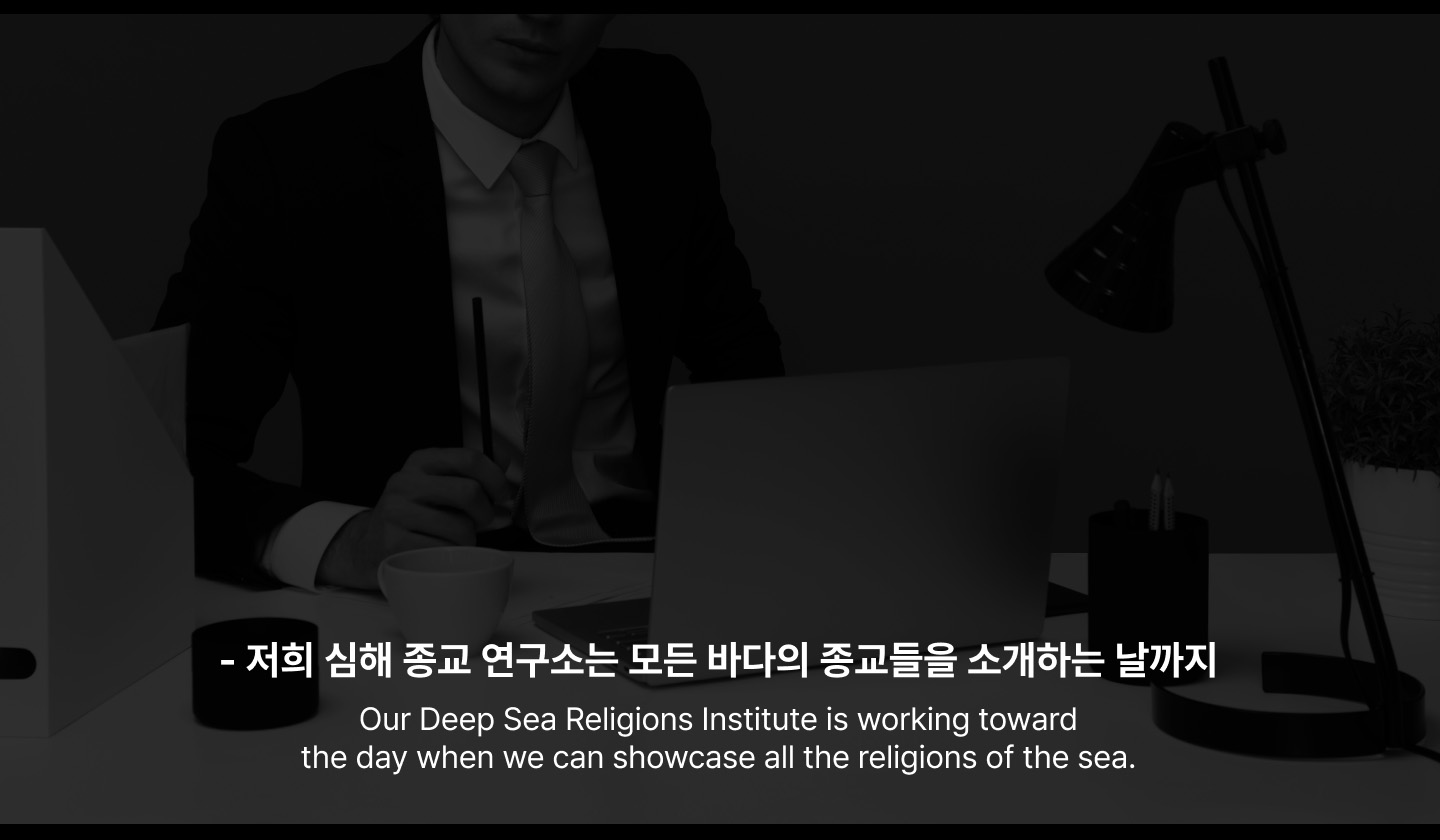 - 저희 심해 종교 연구소는 모든 바다의 종교들을 소개하는 날까지
Our Deep Sea Religions Institute is working toward
the day when we can showcase all the religions of the sea.